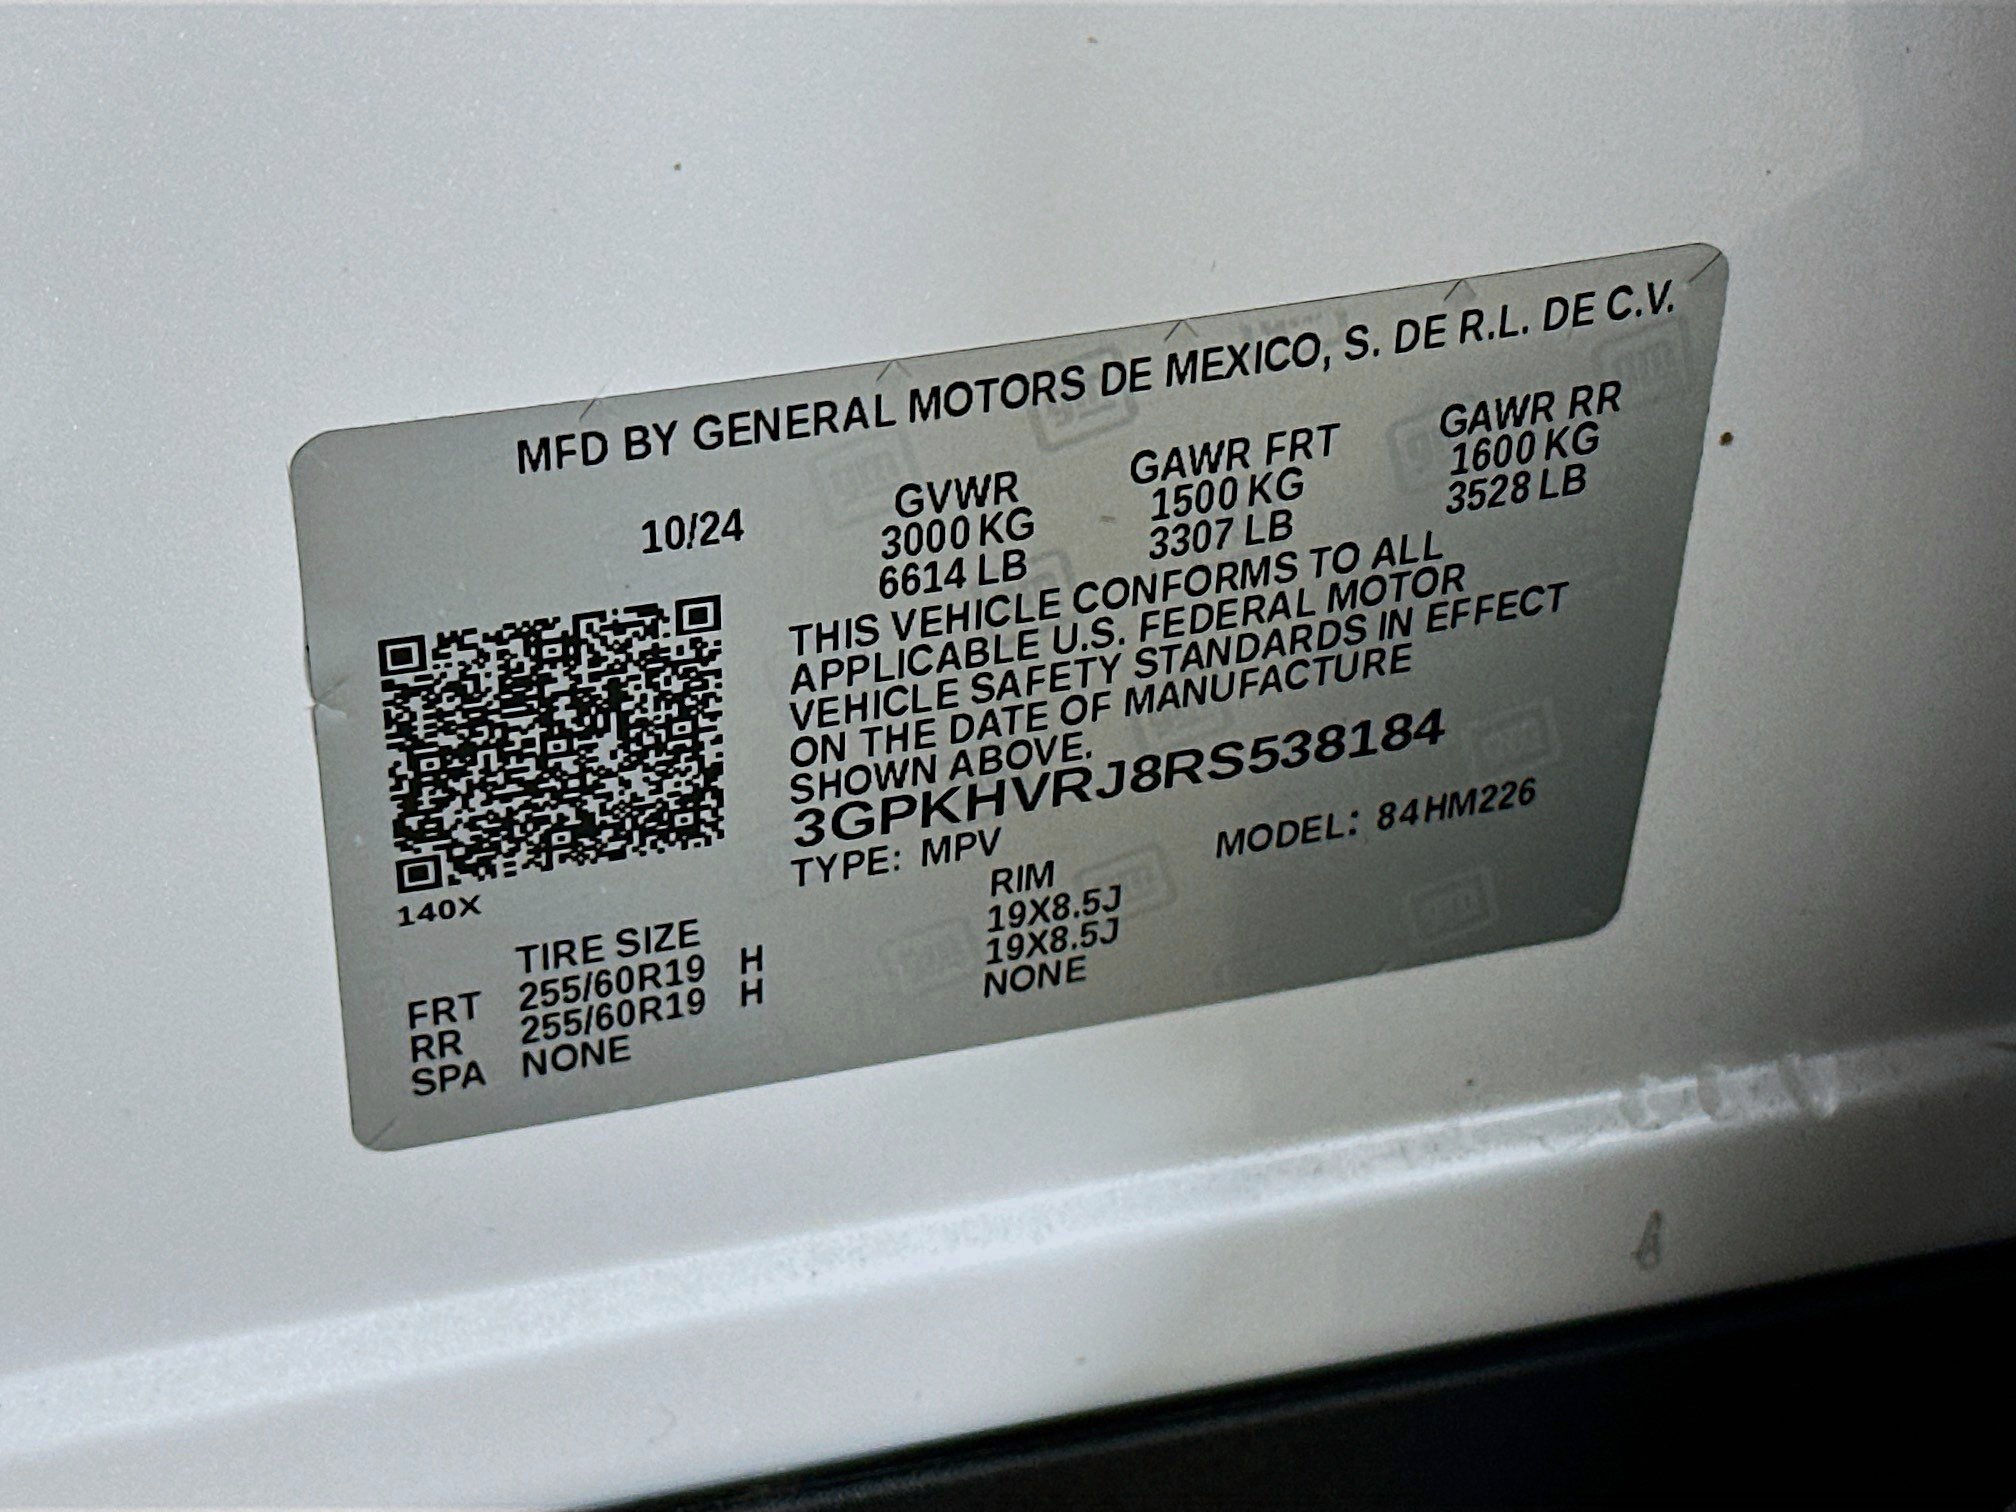 MFD BY GENERAL MOTORS DE MEXICO, S. DE R.L. DE C.V.
10/24 GVWR GAWR FRT GAWR RR
3000 KG 1500 KG 1600 KG
6614 LB 3307 LB 3528 LB
THIS VEHICLE CONFORMS TO ALL
APPLICABLE U.S. FEDERAL MOTOR
VEHICLE SAFETY STANDARDS IN EFFECT
ON THE DATE OF MANUFACTURE
SHOWN ABOVE.
3GPKHVRJ8RS538184
TYPE: MPV MODEL: 84HM226
140X
TIRE SIZE RIM
FRT 255/60R19 H 19X8.5J
RR 255/60R19 H 19X8.5J
SPA NONE NONE